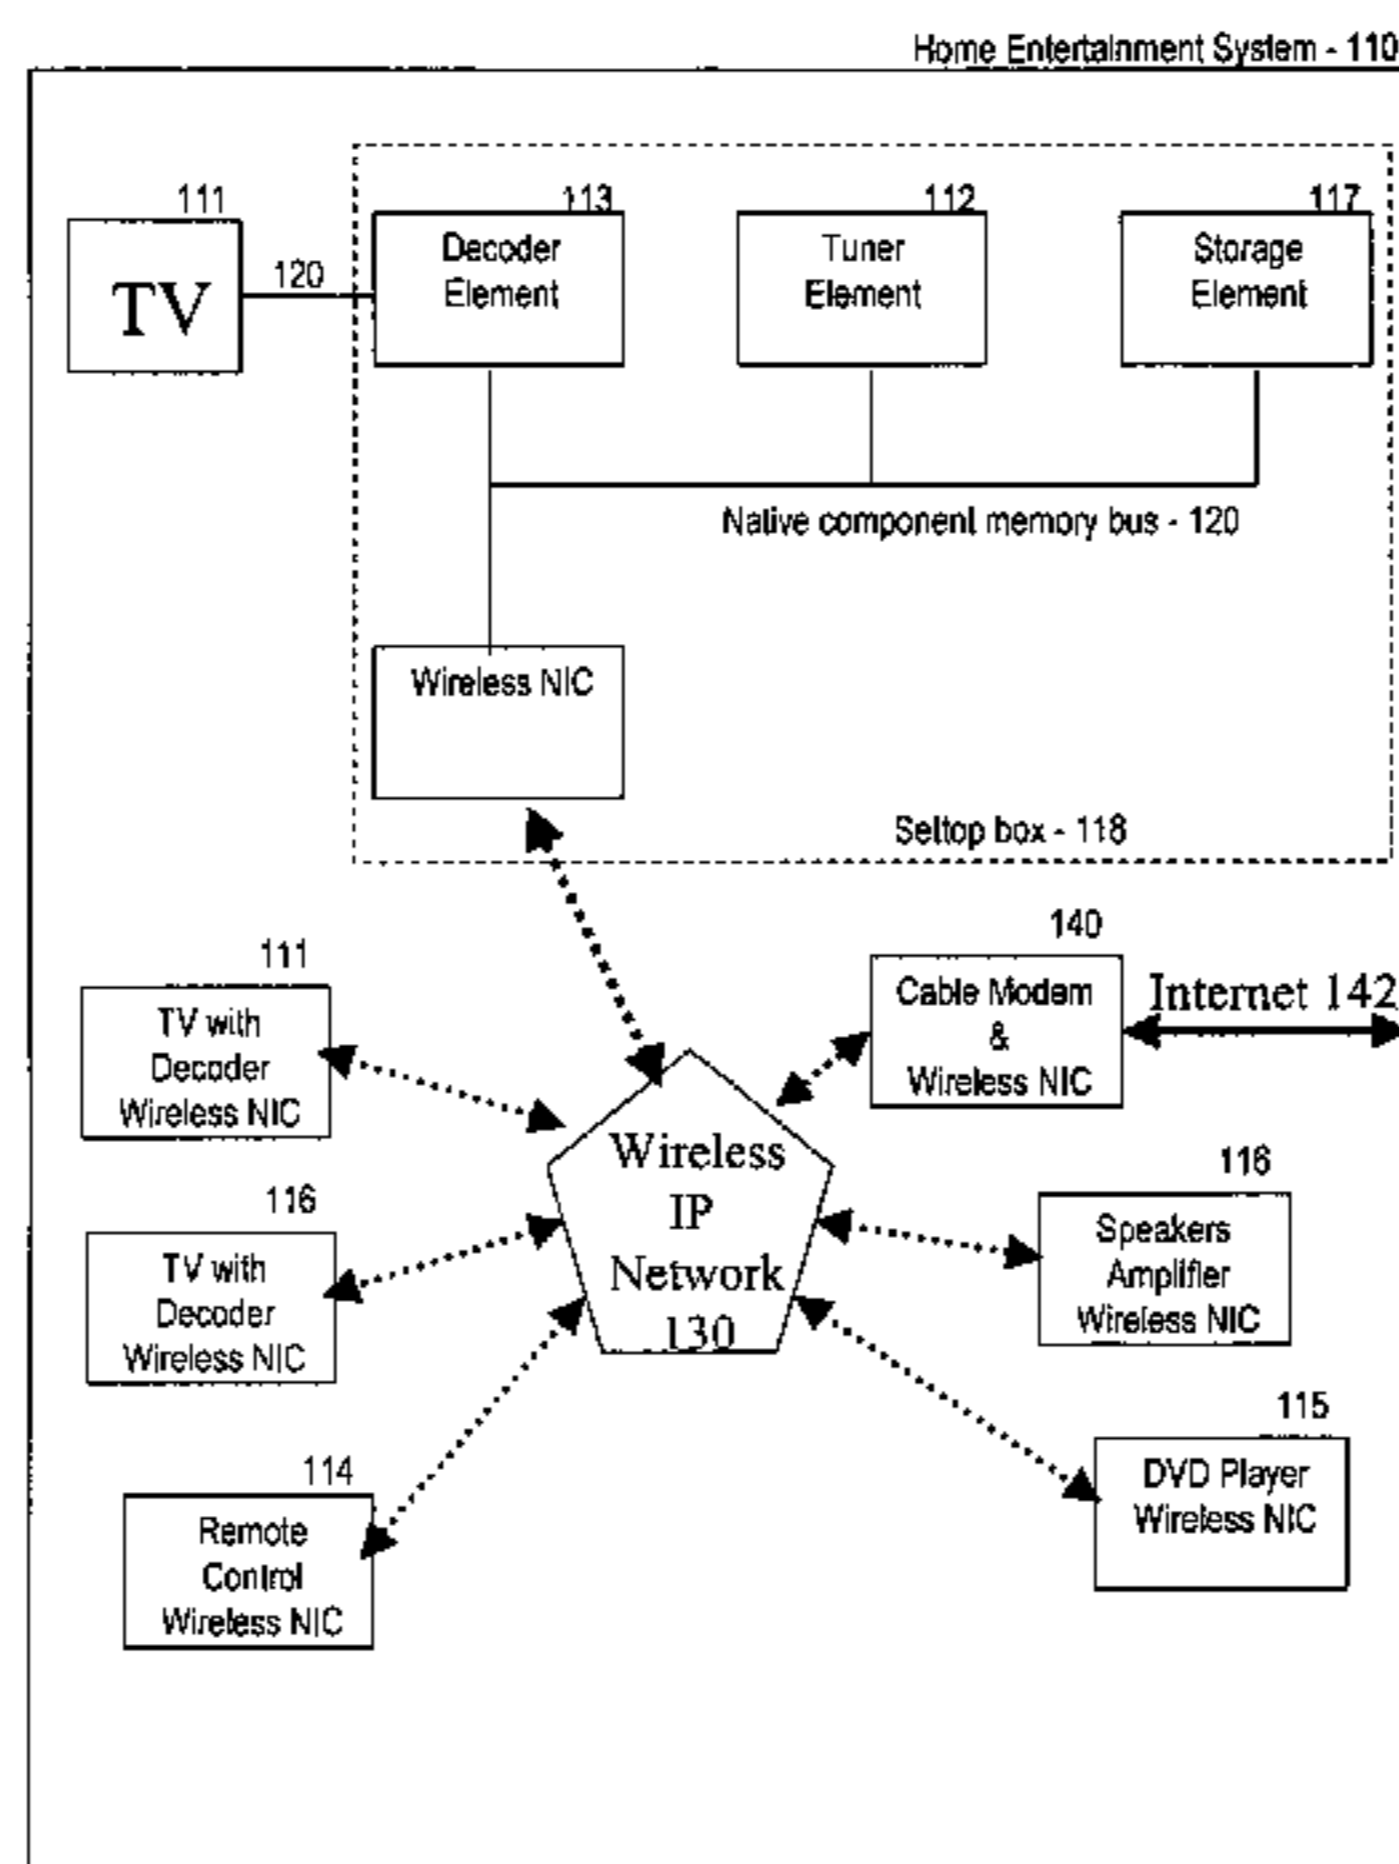 Home Entertainment System - 110
111
113
112
117
TV
120
Decoder
Element
Tuner
Element
Storage
Element
Native component memory bus - 120
Wireless NIC
Settop box - 118
140
111
Cable Modem
&
Wireless NIC
Internet 142
TV with
Decoder
Wireless NIC
Wireless
IP
Network
130
116
116
TV with
Decoder
Wireless NIC
Speakers
Amplifier
Wireless NIC
115
114
DVD Player
Wireless NIC
Remote
Control
Wireless NIC